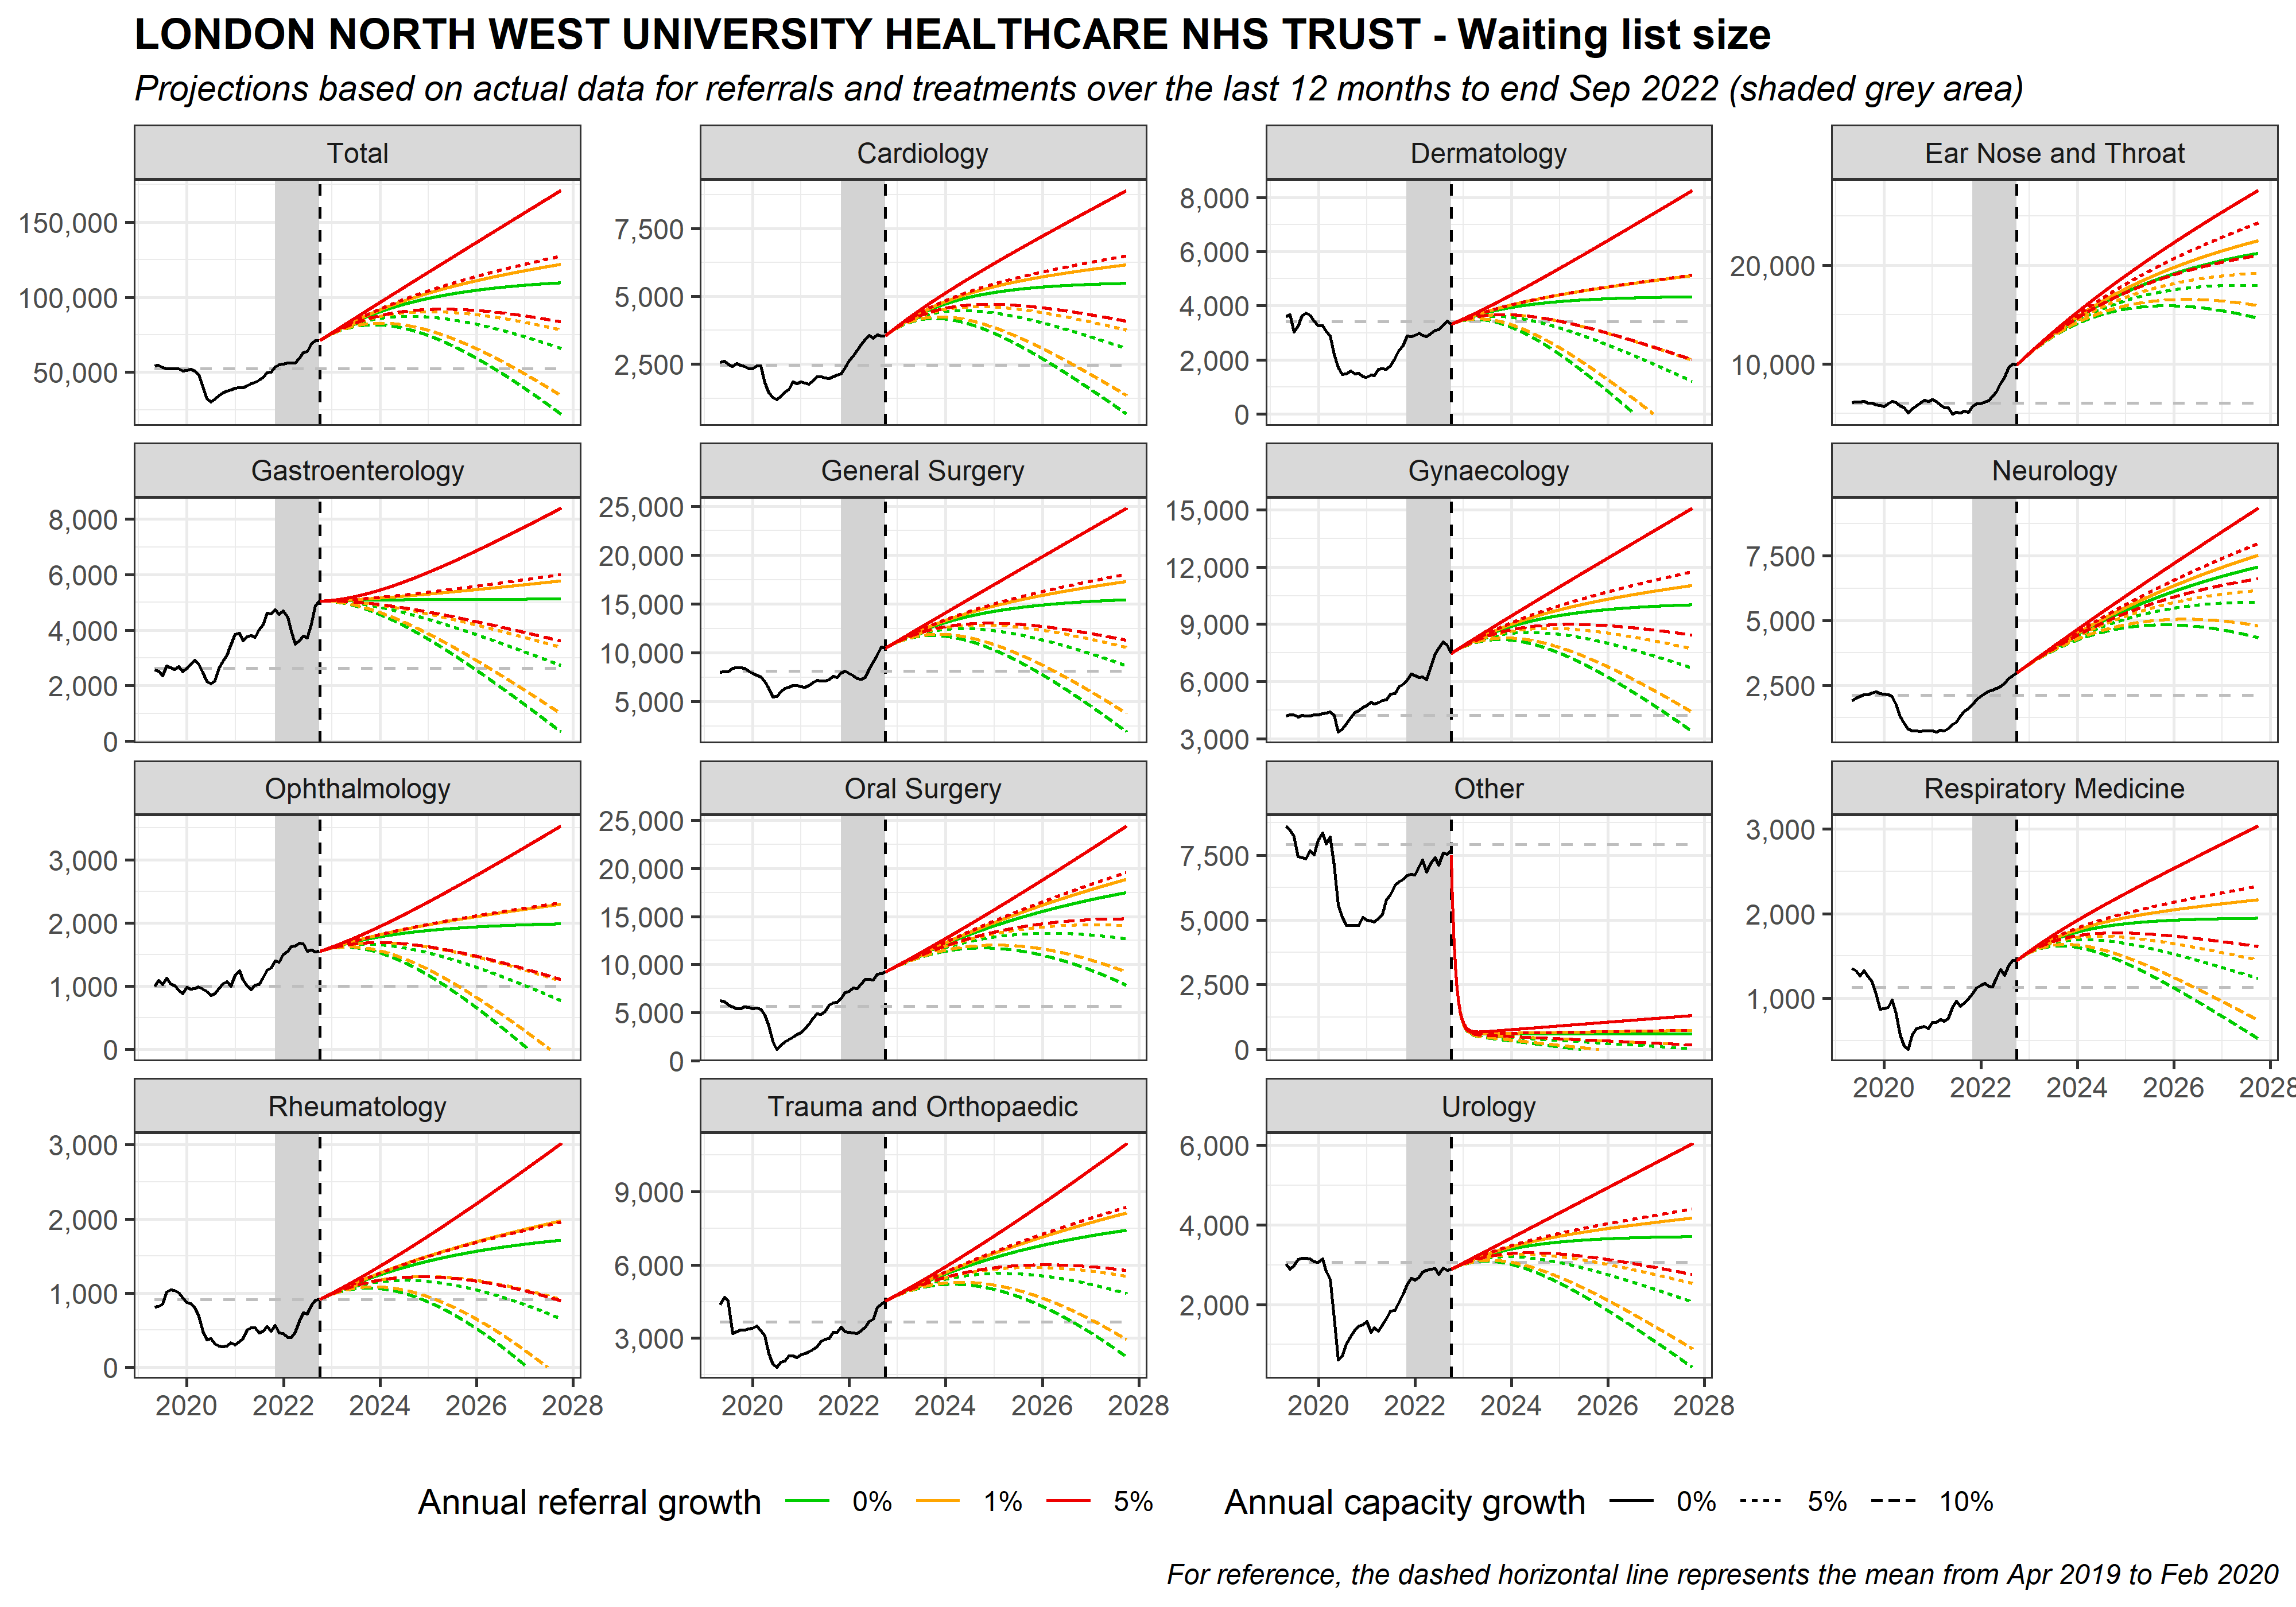 LONDON NORTH WEST UNIVERSITY HEALTHCARE NHS TRUST - Waiting list size
Projections based on actual data for referrals and treatments over the last 12 months to end Sep 2022 (shaded grey area)
Total
150,000
100,000
50,000
Cardiology
7,500
5,000
2,500
Dermatology
8,000
6,000
4,000
2,000
0
Ear Nose and Throat
20,000
10,000
Gastroenterology
8,000
6,000
4,000
2,000
0
General Surgery
25,000
20,000
15,000
10,000
5,000
Gynaecology
15,000
12,000
9,000
6,000
3,000
Neurology
7,500
5,000
2,500
Ophthalmology
3,000
2,000
1,000
0
Oral Surgery
25,000
20,000
15,000
10,000
5,000
0
Other
7,500
5,000
2,500
0
Respiratory Medicine
3,000
2,000
1,000
2020 2022 2024 2026 2028
Rheumatology
3,000
2,000
1,000
0
2020 2022 2024 2026 2028
Trauma and Orthopaedic
9,000
6,000
3,000
2020 2022 2024 2026 2028
Urology
6,000
4,000
2,000
2020 2022 2024 2026 2028
Annual referral growth 0% 1% 5% Annual capacity growth 0% 5% 10%
For reference, the dashed horizontal line represents the mean from Apr 2019 to Feb 2020